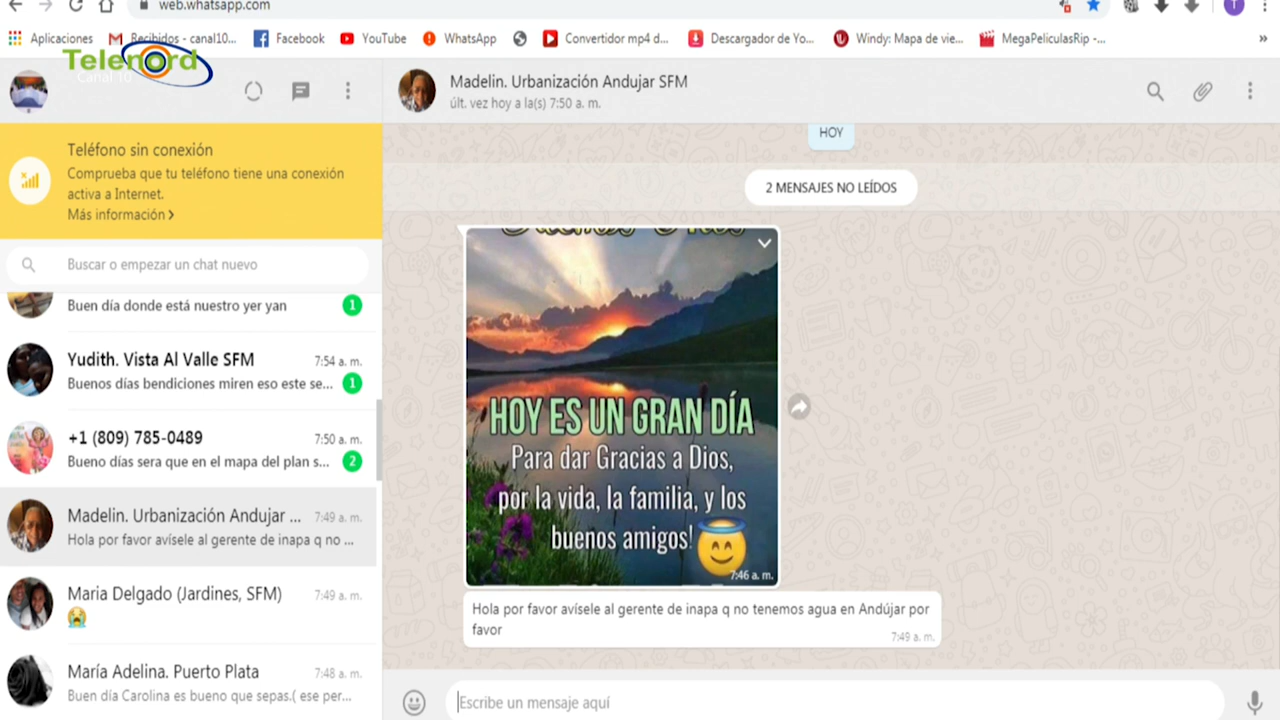 web.whatsapp.com
Aplicaciones
Recibidos - canal10...
Facebook
YouTube
WhatsApp
Convertidor mp4 d...
Descargador de Yo...
Windy: Mapa de vie...
MegaPeliculasRip -...
»
Telenord
Canal 10
Madelin. Urbanización Andujar SFM
últ. vez hoy a la(s) 7:50 a. m.
Teléfono sin conexión
Comprueba que tu teléfono tiene una conexión
activa a Internet.
Más información >
Buscar o empezar un chat nuevo
Buen día donde está nuestro yer yan
1
Yudith. Vista Al Valle SFM
7:54 a. m.
Buenos días bendiciones miren eso este se...
1
+1 (809) 785-0489
7:50 a. m.
Bueno días sera que en el mapa del plan s...
2
Madelin. Urbanización Andujar ...
7:49 a. m.
Hola por favor avísele al gerente de inapa q no ...
Maria Delgado (Jardines, SFM)
7:49 a. m.
María Adelina. Puerto Plata
7:48 a. m.
Buen día Carolina es bueno que sepas.( ese per...
HOY
2 MENSAJES NO LEÍDOS
HOY ES UN GRAN DÍA
Para dar Gracias a Dios,
por la vida, la familia, y los
buenos amigos!
7:46 a. m.
Hola por favor avísele al gerente de inapa q no tenemos agua en Andújar por
favor
7:49 a. m.
Escribe un mensaje aquí